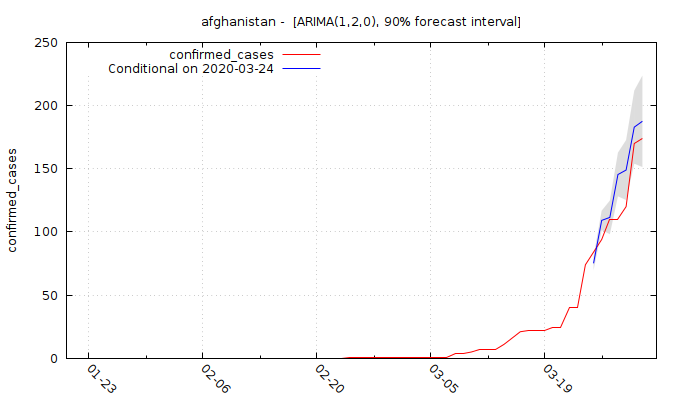 afghanistan - [ARIMA(1,2,0), 90% forecast interval]
250
confirmed_cases
Conditional on 2020-03-24
200
150
100
50
0
confirmed_cases
01-23
02-06
02-20
03-05
03-19